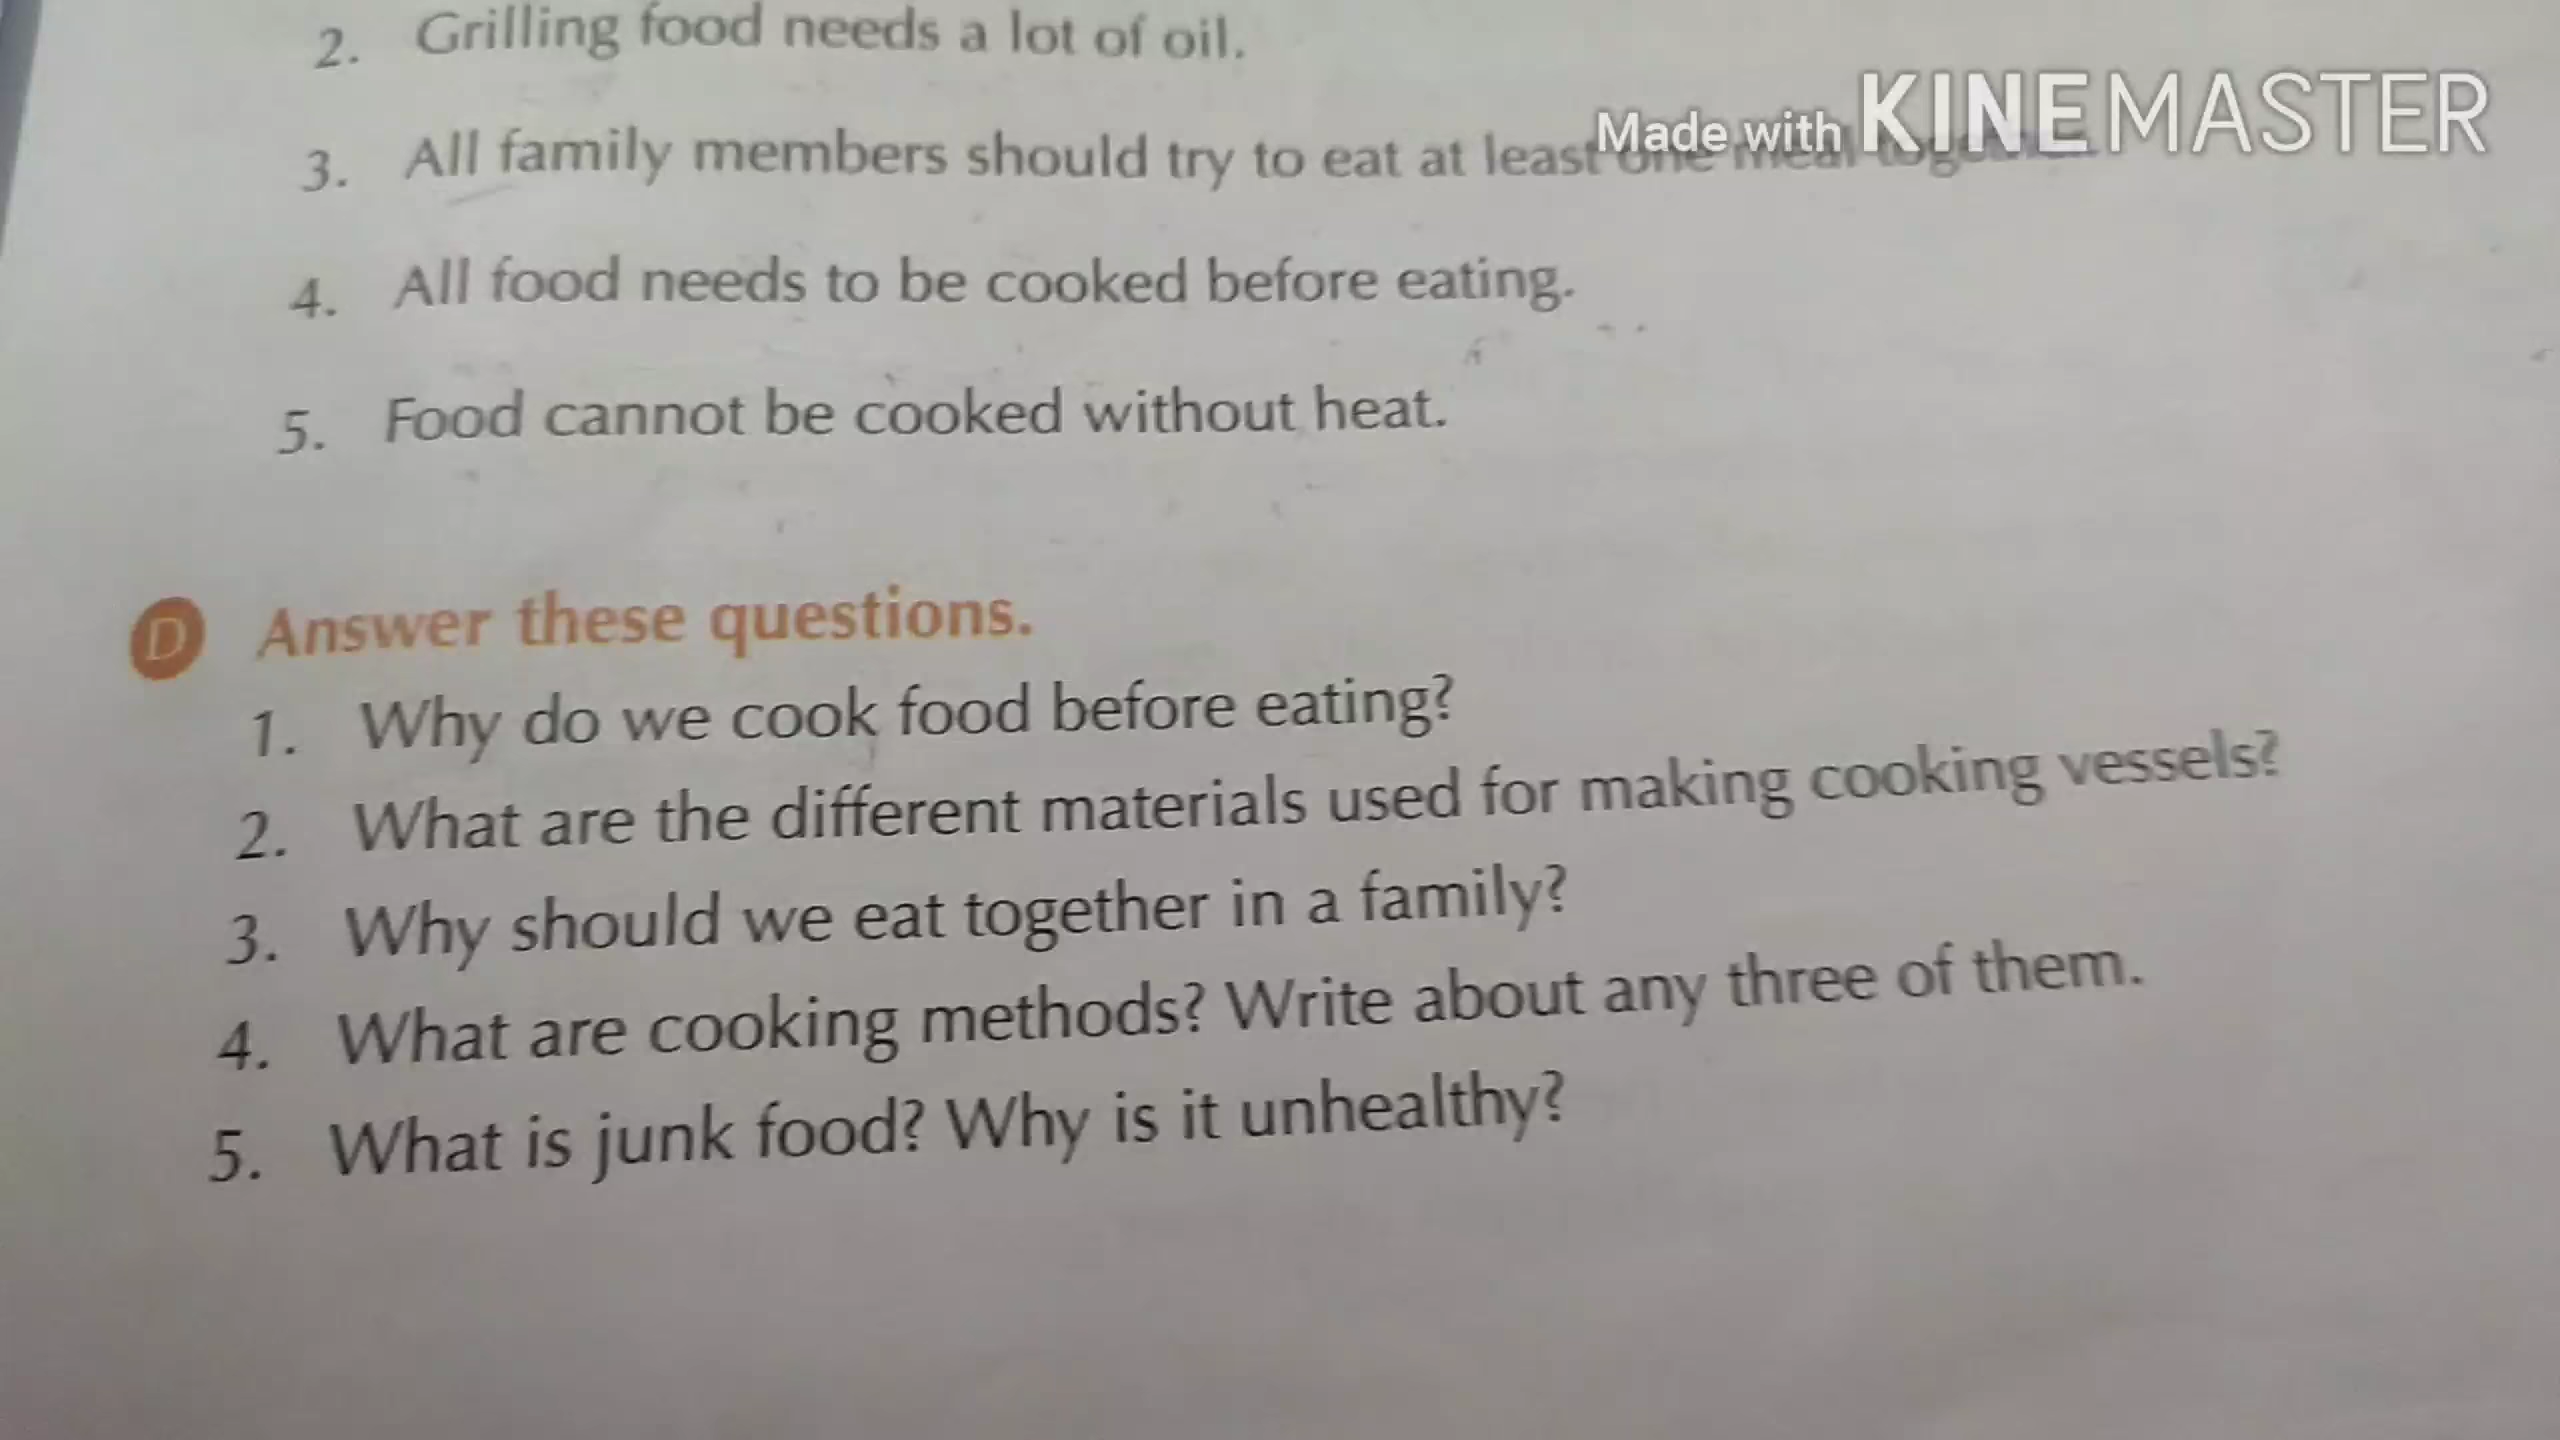 2. Grilling food needs a lot of oil.
Made with KINEMASTER
3. All family members should try to eat at least one meal together.
4. All food needs to be cooked before eating.
5. Food cannot be cooked without heat.
D Answer these questions.
1. Why do we cook food before eating?
2. What are the different materials used for making cooking vessels?
3. Why should we eat together in a family?
4. What are cooking methods? Write about any three of them.
5. What is junk food? Why is it unhealthy?